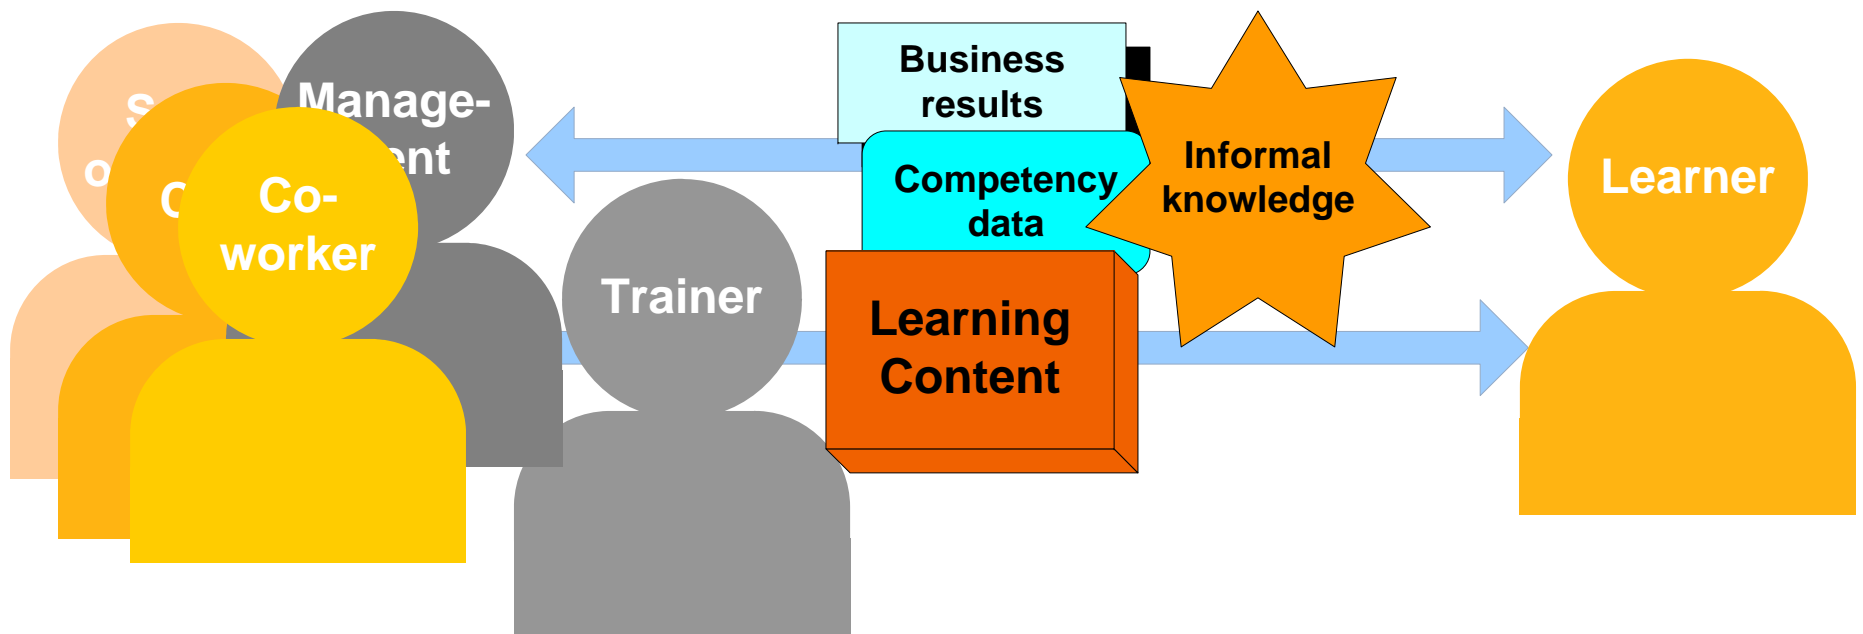 Manage-
Co-
worker
Trainer
Business
results
Competency
data
Learning
Content
Informal
knowledge
Learner